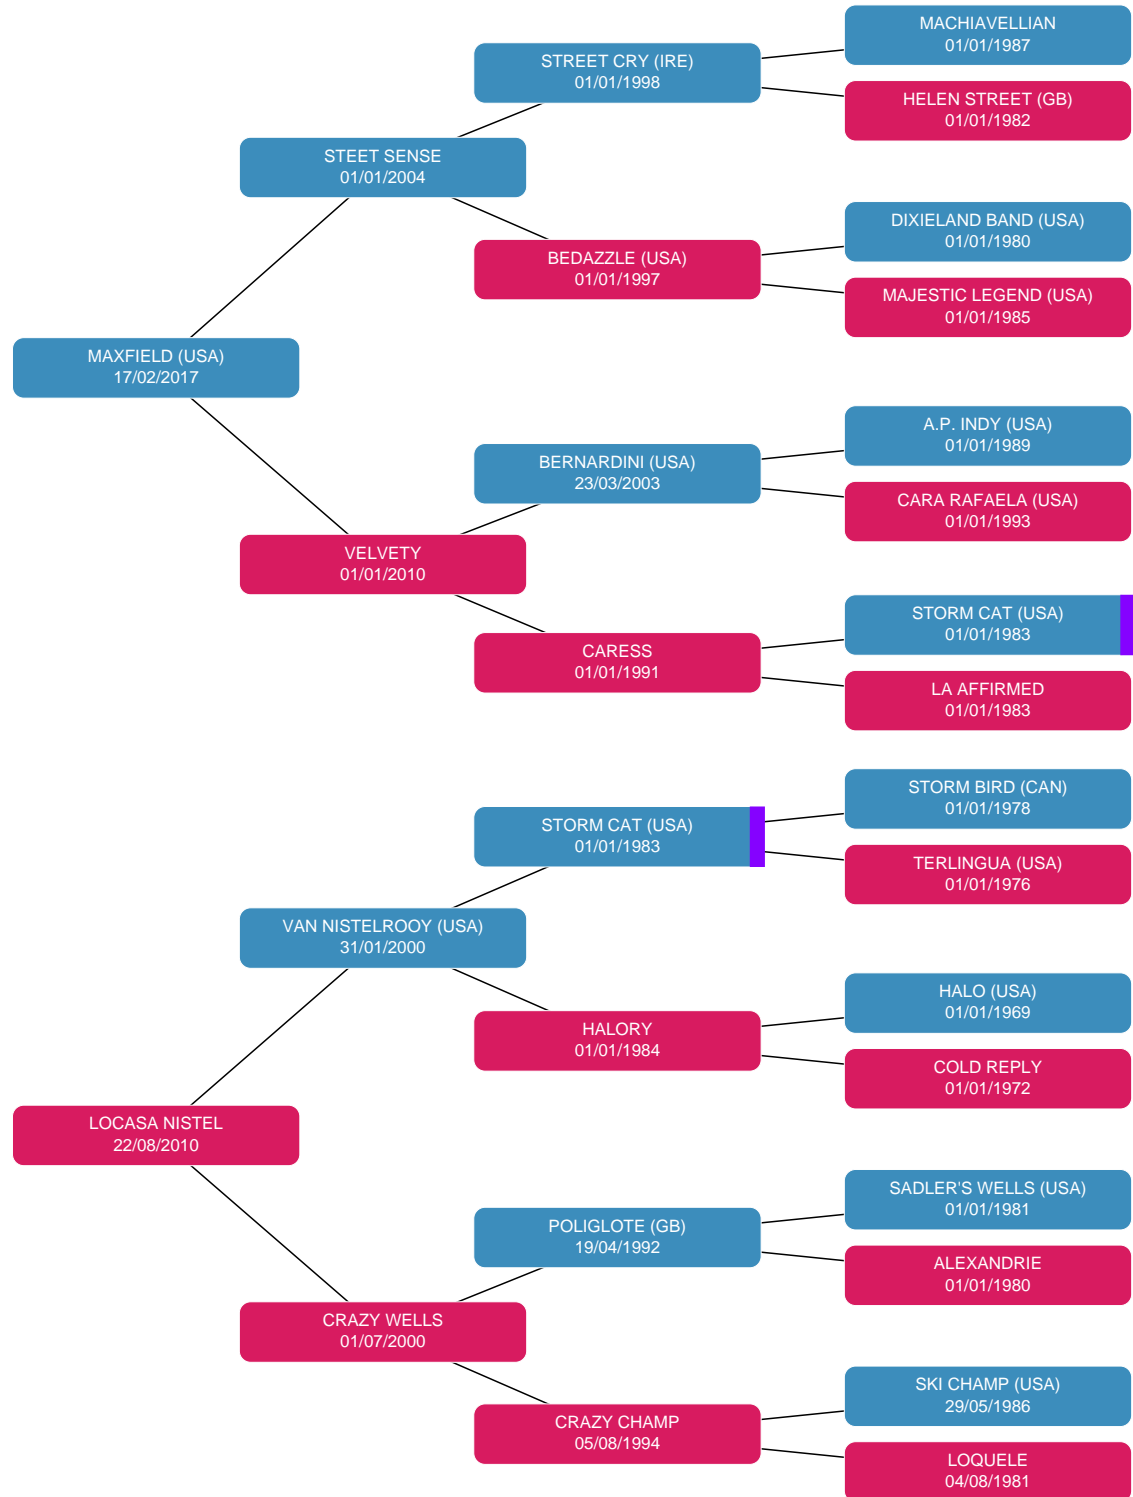 MACHIAVELLIAN
01/01/1987
STREET CRY (IRE)
01/01/1998
HELEN STREET (GB)
01/01/1982
STEET SENSE
01/01/2004
DIXIELAND BAND (USA)
01/01/1980
BEDAZZLE (USA)
01/01/1997
MAJESTIC LEGEND (USA)
01/01/1985
MAXFIELD (USA)
17/02/2017
A.P. INDY (USA)
01/01/1989
BERNARDINI (USA)
23/03/2003
CARA RAFAELA (USA)
01/01/1993
VELVETY
01/01/2010
STORM CAT (USA)
01/01/1983
CARESS
01/01/1991
LA AFFIRMED
01/01/1983
STORM BIRD (CAN)
01/01/1978
STORM CAT (USA)
01/01/1983
TERLINGUA (USA)
01/01/1976
VAN NISTELROOY (USA)
31/01/2000
HALO (USA)
01/01/1969
HALORY
01/01/1984
COLD REPLY
01/01/1972
LOCASA NISTEL
22/08/2010
SADLER'S WELLS (USA)
01/01/1981
POLIGLOTE (GB)
19/04/1992
ALEXANDRIE
01/01/1980
CRAZY WELLS
01/07/2000
SKI CHAMP (USA)
29/05/1986
CRAZY CHAMP
05/08/1994
LOQUELE
04/08/1981